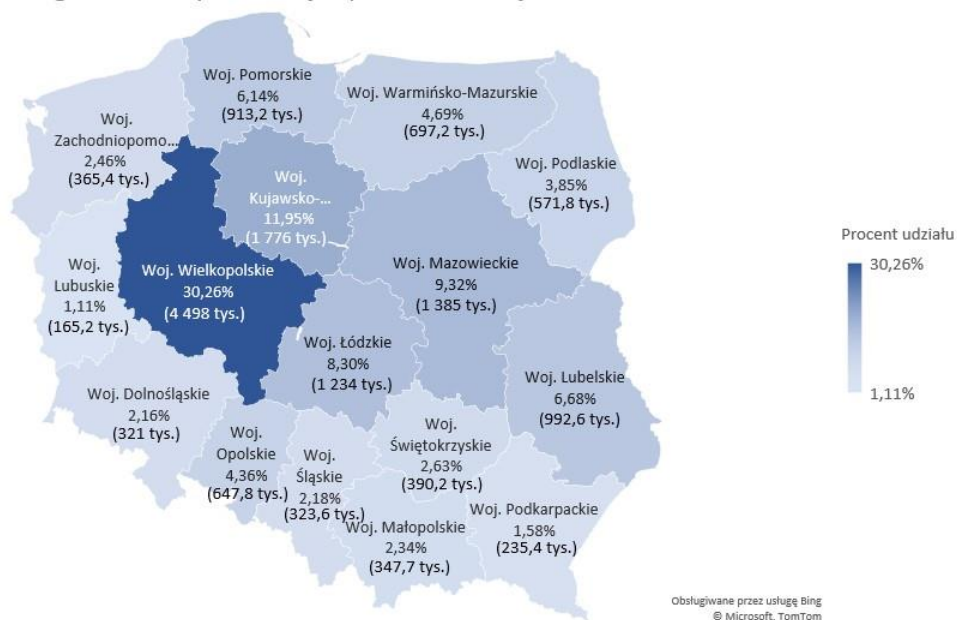 Woj. Pomorskie
6,14%
(913,2 tys.)
Woj. Warmińsko-Mazurskie
4,69%
(697,2 tys.)
Woj.
Zachodniopomo...
2,46%
(365,4 tys.)
Woj. Podlaskie
3,85%
(571,8 tys.)
Woj.
Kujawsko-...
11,95%
(1 776 tys.)
Woj.
Lubuskie
1,11%
(165,2 tys.)
Woj. Wielkopolskie
30,26%
(4 498 tys.)
Woj. Mazowieckie
9,32%
(1 385 tys.)
Woj. Łódzkie
8,30%
(1 234 tys.)
Woj. Lubelskie
6,68%
(992,6 tys.)
Woj. Dolnośląskie
2,16%
(321 tys.)
Woj.
Opolskie
4,36%
(647,8 tys.)
Woj.
Śląskie
2,18%
(323,6 tys.)
Woj.
Świętokrzyskie
2,63%
(390,2 tys.)
Woj. Małopolskie
2,34%
(347,7 tys.)
Woj. Podkarpackie
1,58%
(235,4 tys.)
Procent udziału
30,26%
1,11%
Obsługiwane przez usługę Bing
© Microsoft, TomTom